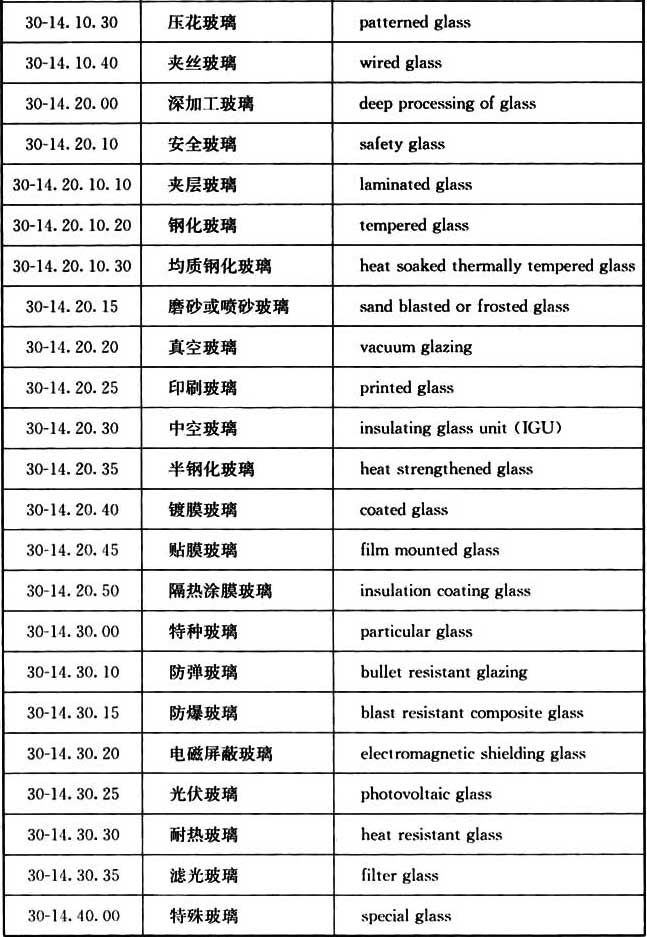 30-14. 10. 30 压花玻璃 patterned glass
30-14. 10. 40 夹丝玻璃 wired glass
30-14. 20. 00 深加工玻璃 deep processing of glass
30-14. 20. 10 安全玻璃 safety glass
30-14. 20. 10. 10 夹层玻璃 laminated glass
30-14. 20. 10. 20 钢化玻璃 tempered glass
30-14. 20. 10. 30 均质钢化玻璃 heat soaked thermally tempered glass
30-14. 20. 15 磨砂或喷砂玻璃 sand blasted or frosted glass
30-14. 20. 20 真空玻璃 vacuum glazing
30-14. 20. 25 印刷玻璃 printed glass
30-14. 20. 30 中空玻璃 insulating glass unit (IGU)
30-14. 20. 35 半钢化玻璃 heat strengthened glass
30-14. 20. 40 镀膜玻璃 coated glass
30-14. 20. 45 贴膜玻璃 film mounted glass
30-14. 20. 50 隔热涂膜玻璃 insulation coating glass
30-14. 30. 00 特种玻璃 particular glass
30-14. 30. 10 防弹玻璃 bullet resistant glazing
30-14. 30. 15 防爆玻璃 blast resistant composite glass
30-14. 30. 20 电磁屏蔽玻璃 electromagnetic shielding glass
30-14. 30. 25 光伏玻璃 photovoltaic glass
30-14. 30. 30 耐热玻璃 heat resistant glass
30-14. 30. 35 滤光玻璃 filter glass
30-14. 40. 00 特殊玻璃 special glass